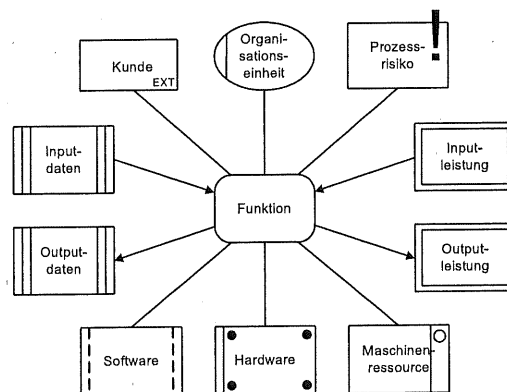 Kunde
EXT
Organi-
sations-
einheit
Prozess-
risiko
!
Input-
daten
Input-
leistung
Funktion
Output-
daten
Output-
leistung
Software
Hardware
Maschinen-
ressource